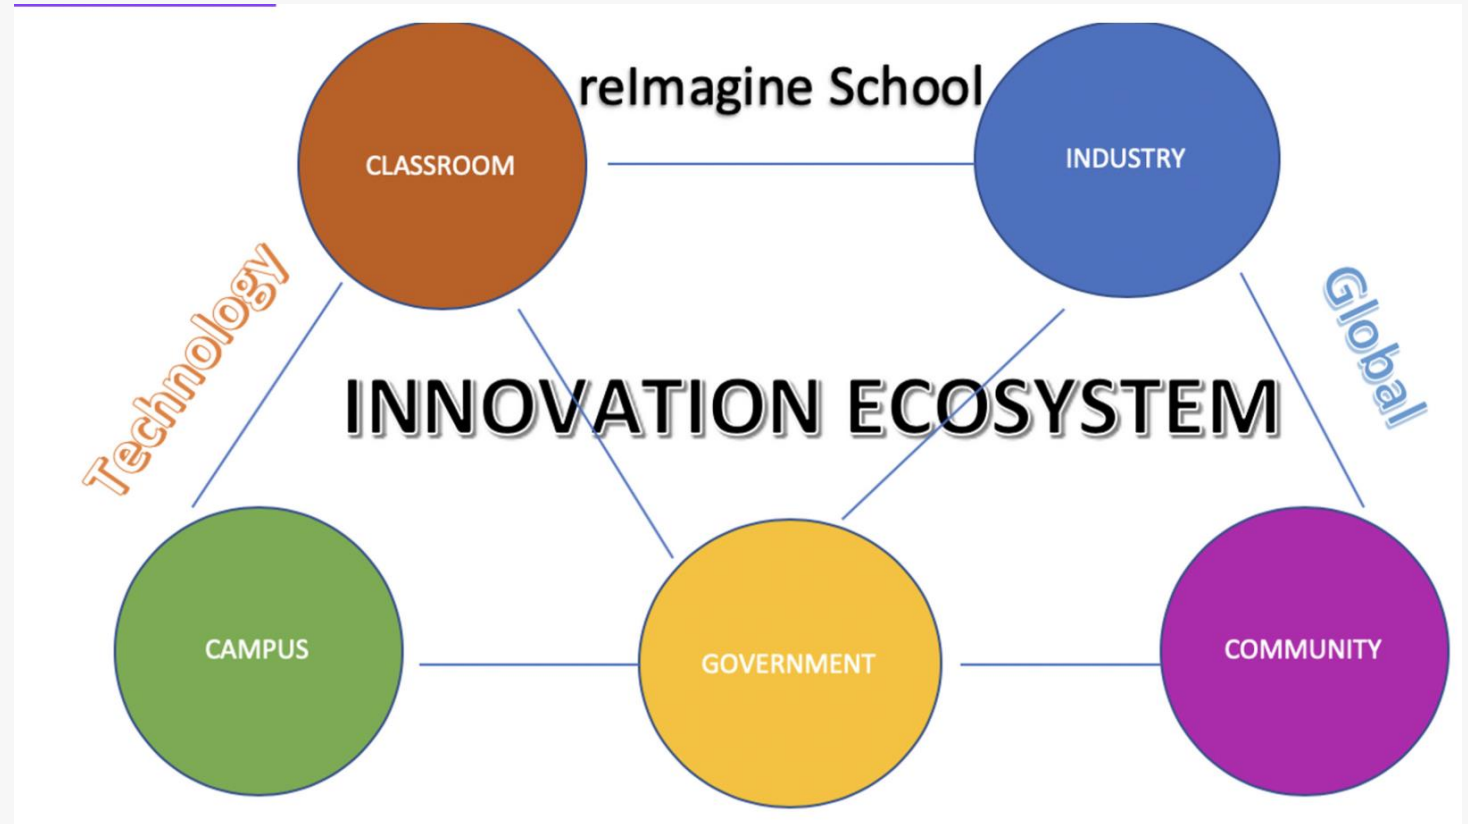 reImagine School
CLASSROOM
INDUSTRY
Technology
Global
INNOVATION ECOSYSTEM
CAMPUS
GOVERNMENT
COMMUNITY